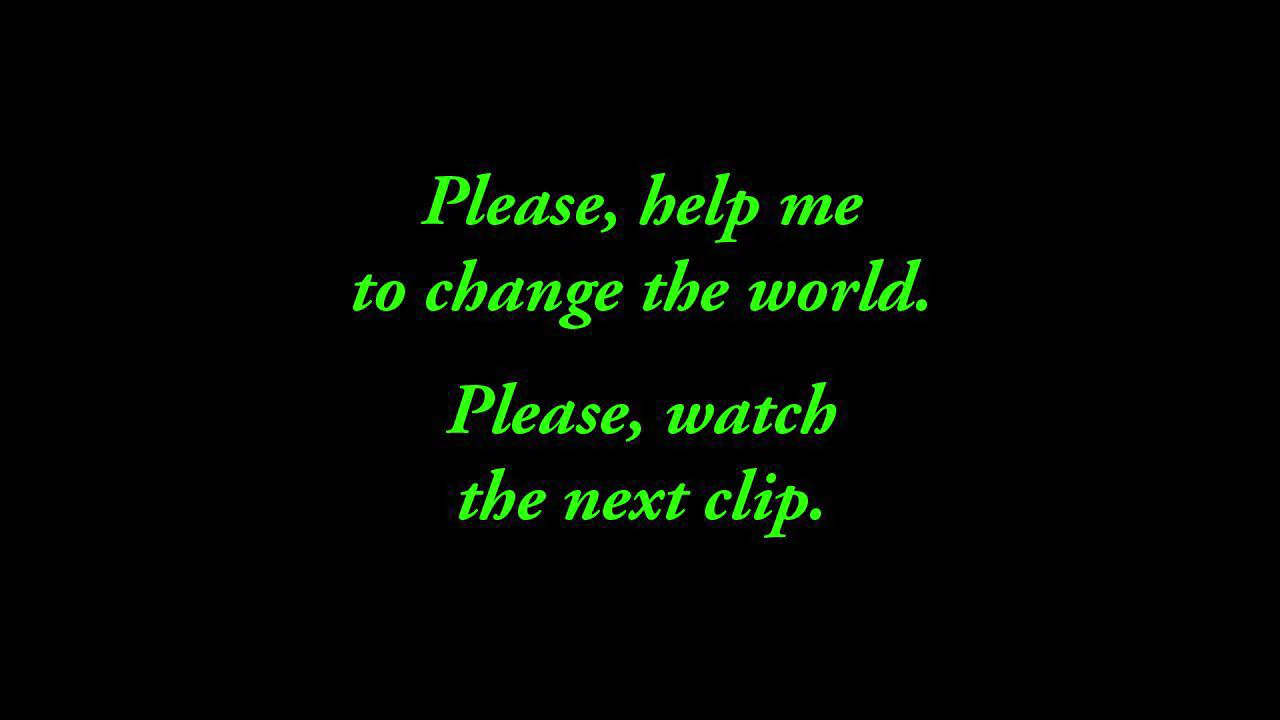 Please, help me
to change the world.
Please, watch
the next clip.